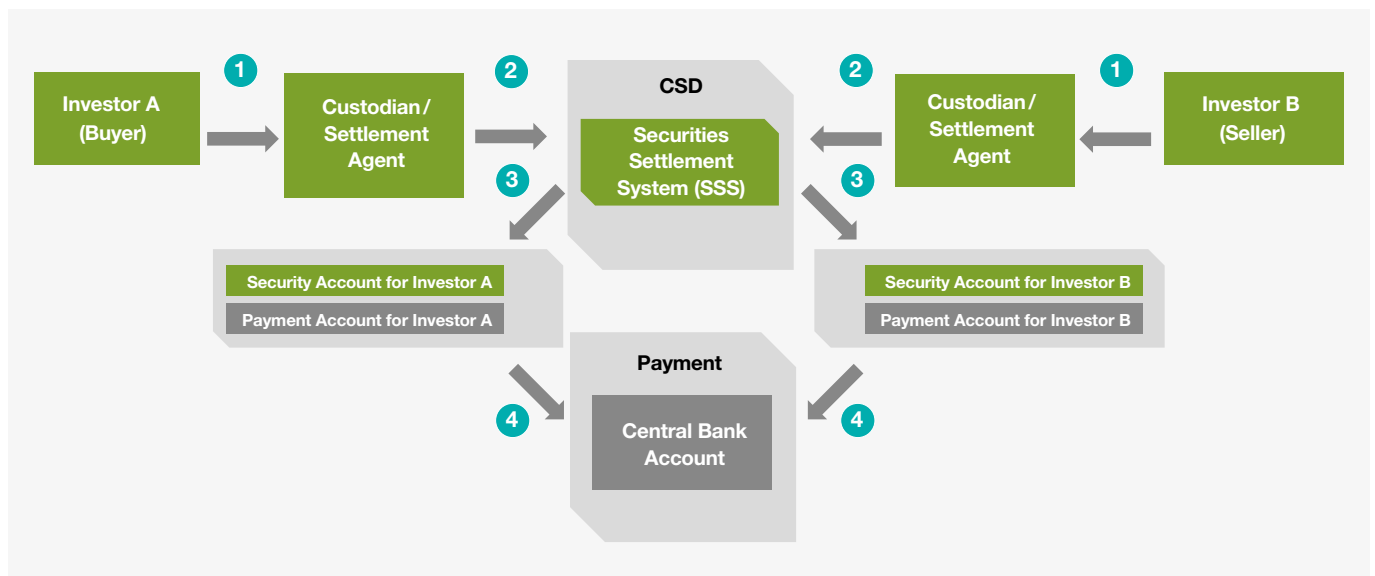 1
2
2
1
Investor A
(Buyer)
Custodian/
Settlement
Agent
CSD
Securities
Settlement
System (SSS)
Custodian/
Settlement
Agent
Investor B
(Seller)
3
3
Security Account for Investor A
Payment Account for Investor A
Security Account for Investor B
Payment Account for Investor B
Payment
Central Bank
Account
4
4